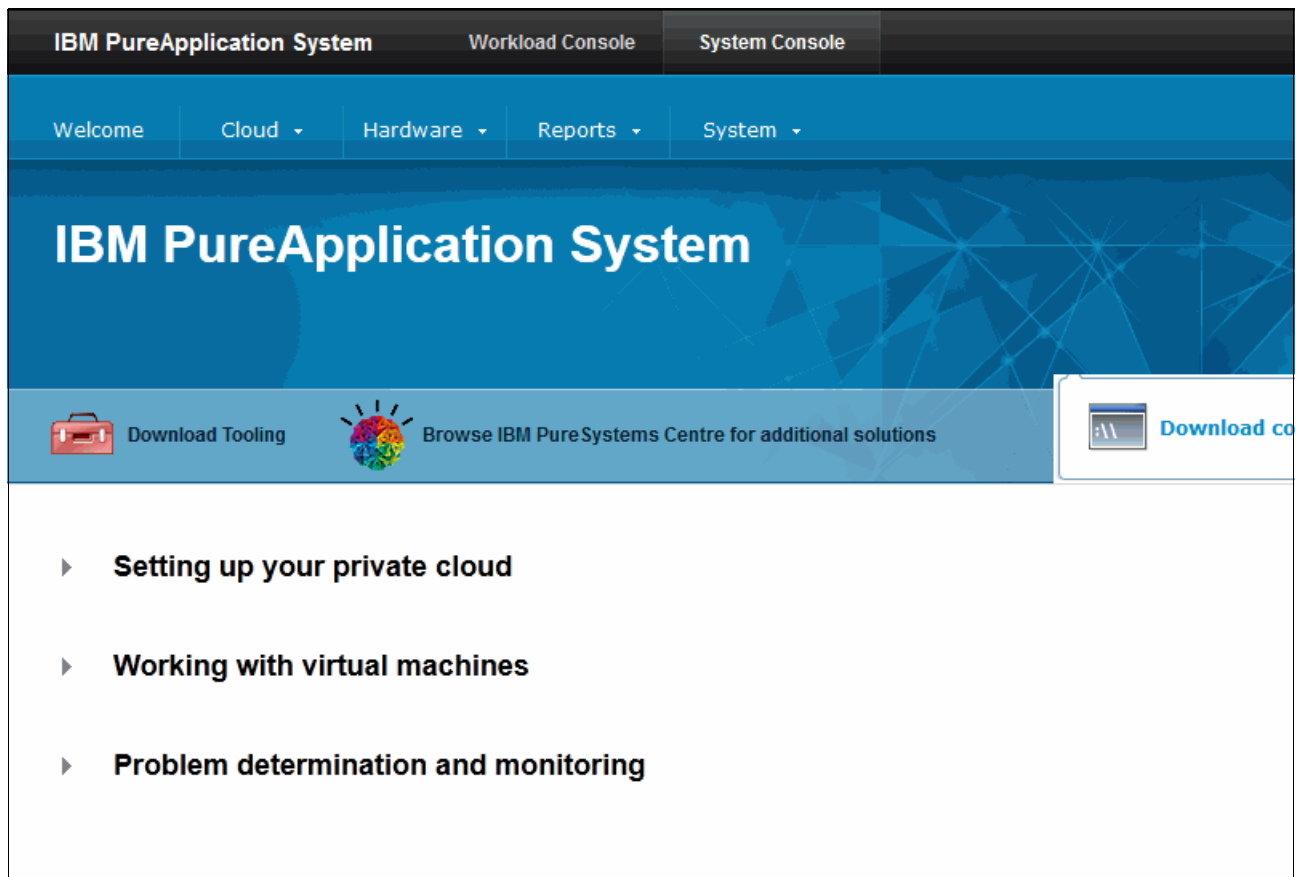 IBM PureApplication System Workload Console System Console
Welcome Cloud Hardware Reports System
IBM PureApplication System
Download Tooling Browse IBM PureSystems Centre for additional solutions :\\ Download co
Setting up your private cloud
Working with virtual machines
Problem determination and monitoring